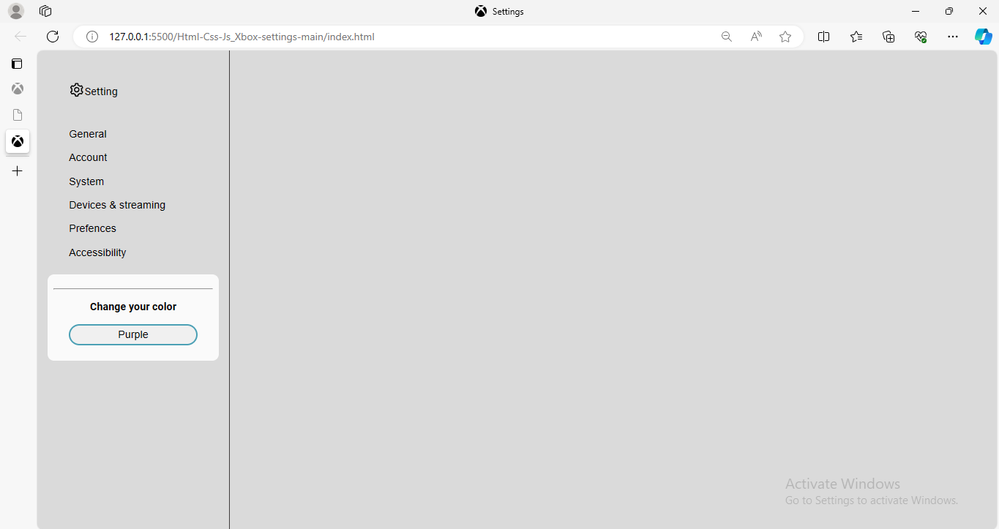 Settings
127.0.0.1:5500/Html-Css-Js_Xbox-settings-main/index.html
Setting
General
Account
System
Devices & streaming
Prefences
Accessibility
Change your color
Purple
Activate Windows
Go to Settings to activate Windows.